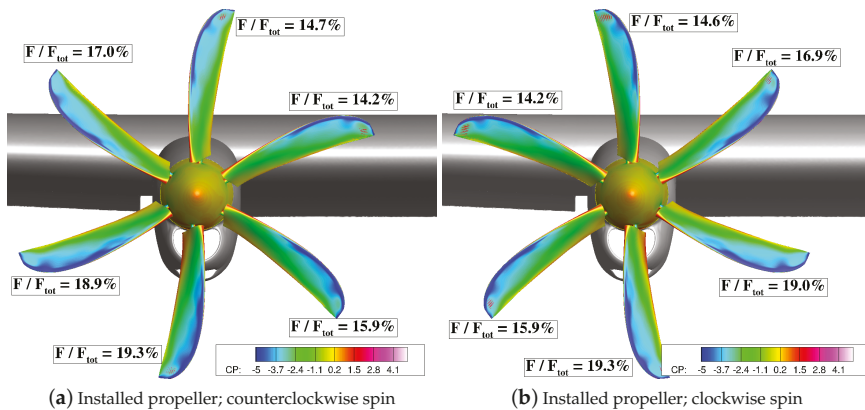 F / F_tot = 14.7%
F / F_tot = 17.0%
F / F_tot = 14.2%
F / F_tot = 18.9%
F / F_tot = 15.9%
F / F_tot = 19.3%
CP: -5 -3.7 -2.4 -1.1 0.2 1.5 2.8 4.1
(a) Installed propeller; counterclockwise spin
F / F_tot = 14.6%
F / F_tot = 16.9%
F / F_tot = 14.2%
F / F_tot = 19.0%
F / F_tot = 15.9%
F / F_tot = 19.3%
CP: -5 -3.7 -2.4 -1.1 0.2 1.5 2.8 4.1
(b) Installed propeller; clockwise spin